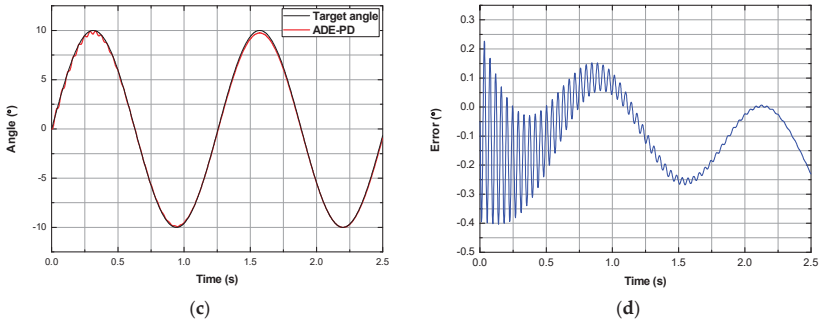 Target angle
ADE-PD
10
5
0
-5
-10
Angle (°)
0.0 0.5 1.0 1.5 2.0 2.5
Time (s)
(c)
0.3
0.2
0.1
0.0
-0.1
-0.2
-0.3
-0.4
-0.5
Error (°)
0.0 0.5 1.0 1.5 2.0 2.5
Time (s)
(d)